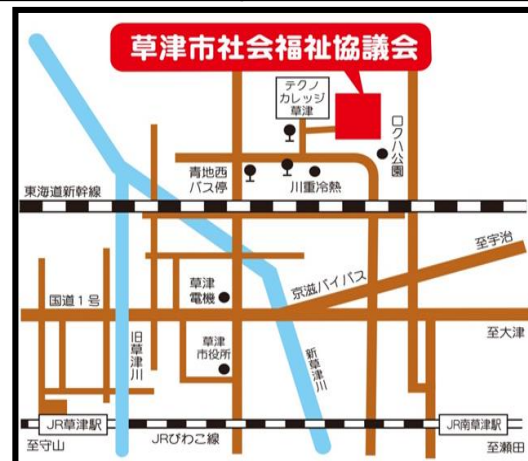 草津市社会福祉協議会
テクノ
カレッジ
草津
ロクハ公園
青地西
バス停
川重冷熱
東海道新幹線
至宇治
京滋バイパス
草津
電機
国道1号
至大津
旧草津川
草津
市役所
新草津川
JR草津駅
JR南草津駅
至守山
JRびわこ線
至瀬田